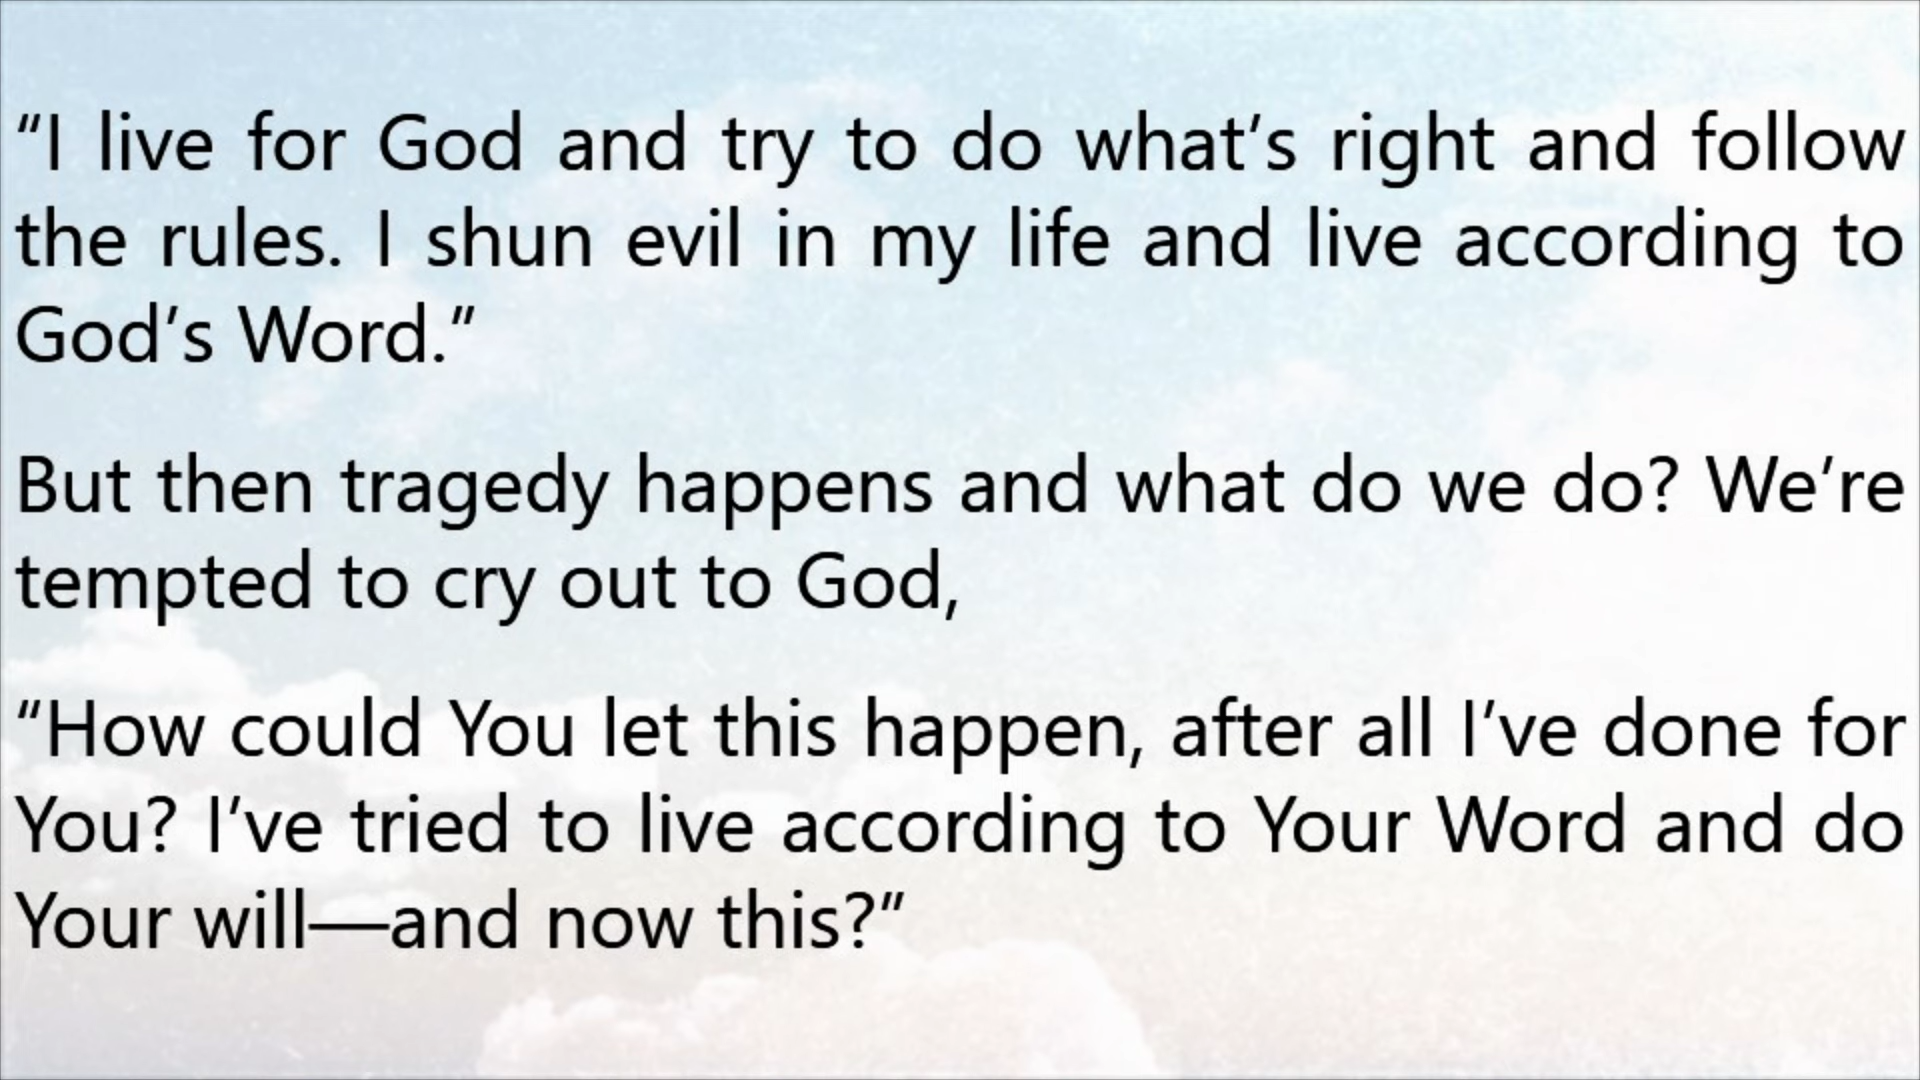 “I live for God and try to do what’s right and follow
the rules. I shun evil in my life and live according to
God’s Word.”
But then tragedy happens and what do we do? We’re
tempted to cry out to God,
“How could You let this happen, after all I’ve done for
You? I’ve tried to live according to Your Word and do
Your will—and now this?”